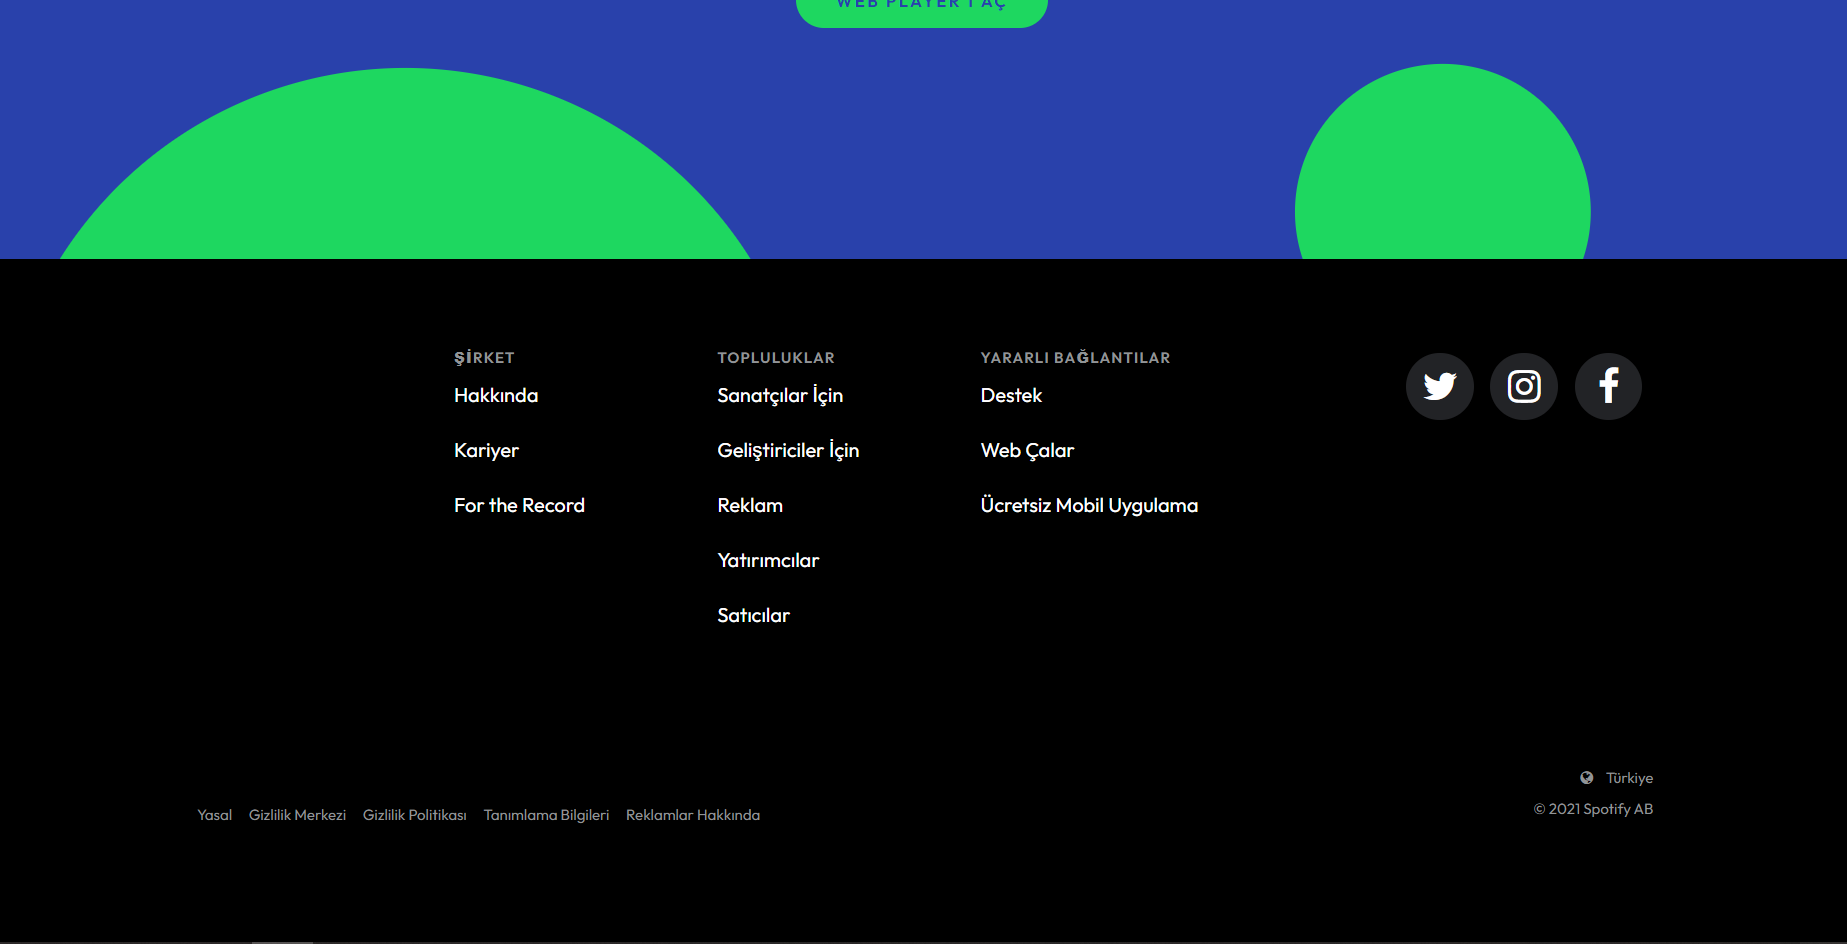 WEB PLAYER'I AÇ
ŞİRKET
Hakkında
Kariyer
For the Record
TOPLULUKLAR
Sanatçılar İçin
Geliştiriciler İçin
Reklam
Yatırımcılar
Satıcılar
YARARLI BAĞLANTILAR
Destek
Web Çalar
Ücretsiz Mobil Uygulama
Türkiye
© 2021 Spotify AB
Yasal Gizlilik Merkezi Gizlilik Politikası Tanımlama Bilgileri Reklamlar Hakkında